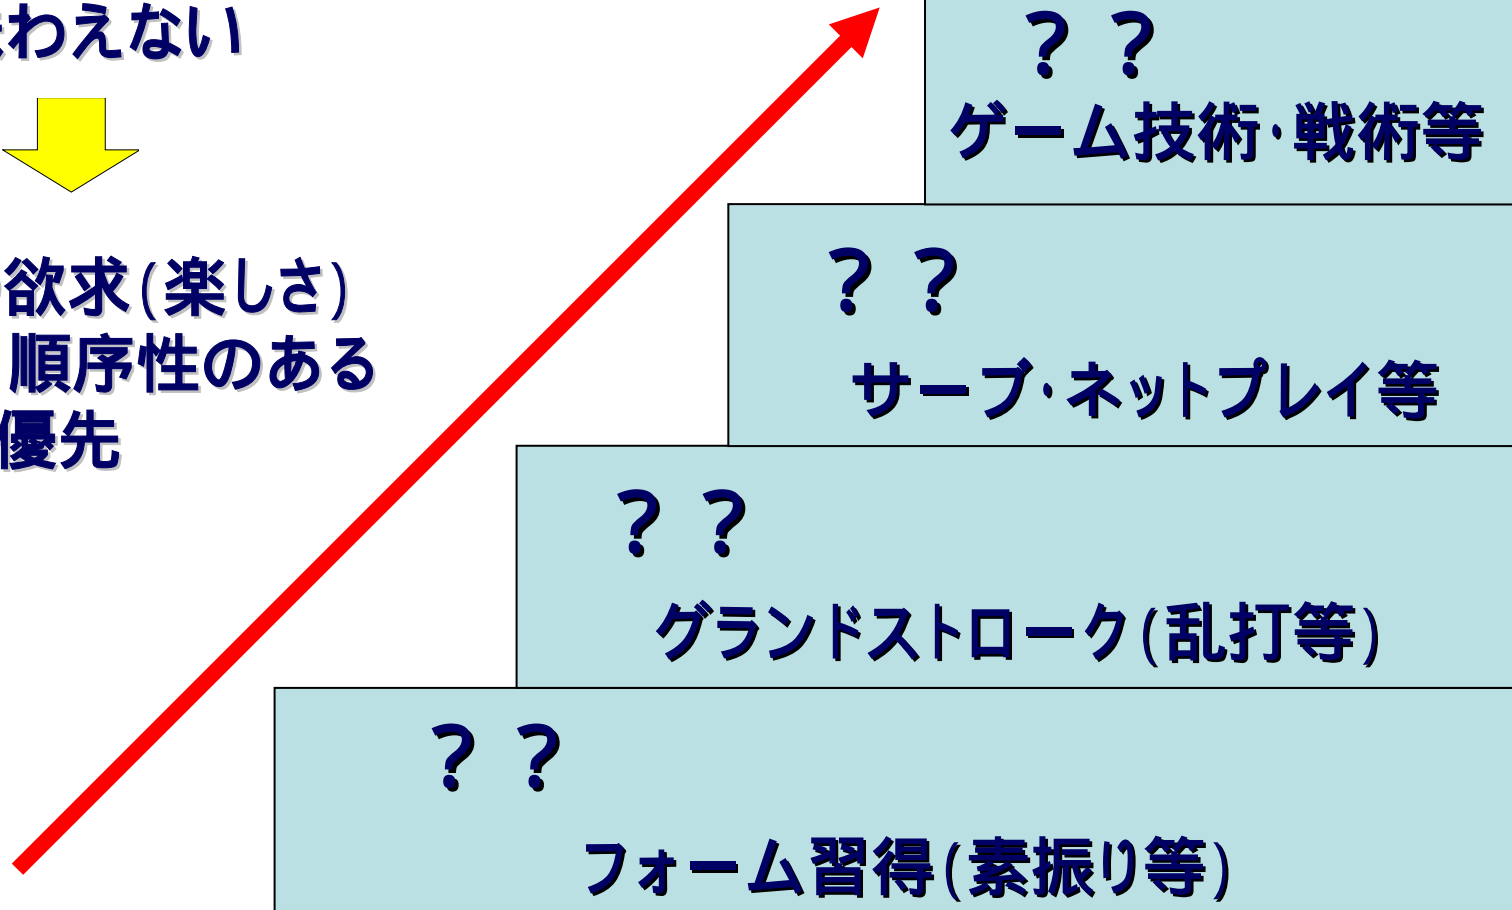 わえない
欲求(楽しさ)
順序性のある
優先
? ?
ゲーム技術·戦術等
? ?
サーブ·ネットプレイ等
? ?
グランドストローク(乱打等)
? ?
フォーム習得(素振り等)